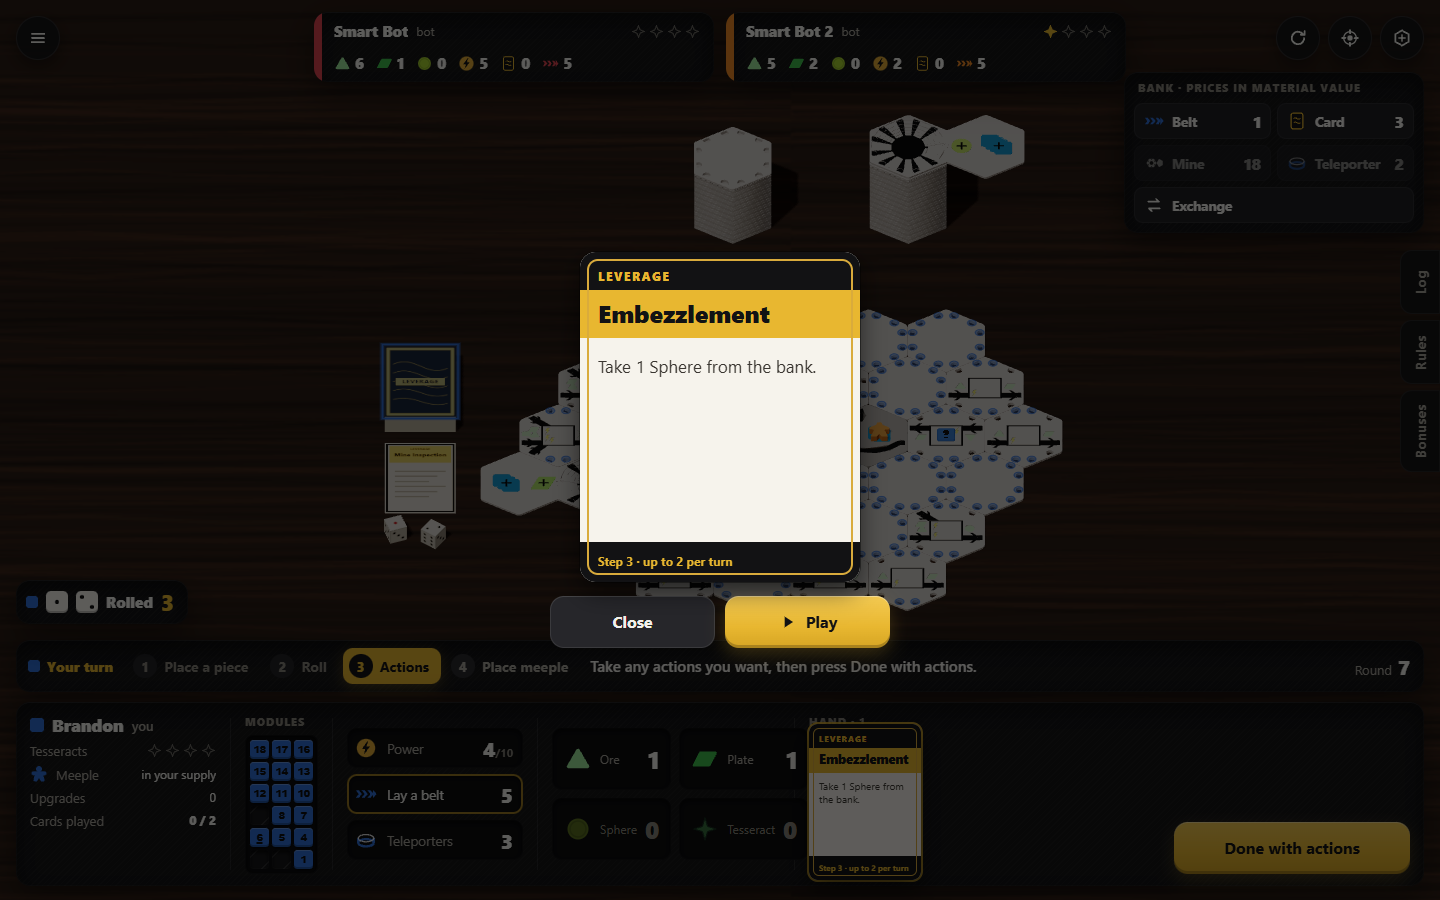 Smart Bot bot
6 1 0 5 0 5
Smart Bot 2 bot
5 2 0 2 0 5
BANK · PRICES IN MATERIAL VALUE
Belt 1
Card 3
Mine 18
Teleporter 2
Exchange
Log
Rules
Bonuses
LEVERAGE
Embezzlement
Take 1 Sphere from the bank.
Step 3 · up to 2 per turn
Close
Play
LEVERAGE
Mine Inspection
Rolled 3
Your turn
1 Place a piece
2 Roll
3 Actions
4 Place meeple
Take any actions you want, then press Done with actions.
Round 7
Brandon you
Tesseracts
Meeple in your supply
Upgrades 0
Cards played 0 / 2
MODULES
18 17 16
15 14 13
12 11 10
8 7
6 5 4
1
Power 4/10
Lay a belt 5
Teleporters 3
Ore 1
Plate 1
Sphere 0
Tesseract 0
HAND · 1
LEVERAGE
Embezzlement
Take 1 Sphere from
the bank.
Step 3 · up to 2 per turn
Done with actions